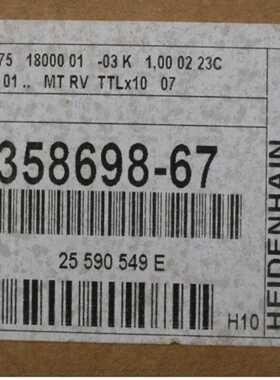 75 18000 01 -03 K 1,00 02 23C
01 .. MT RV TTLx10 07
358698-67
25 590 549 E
H10
HEIDENHAIN